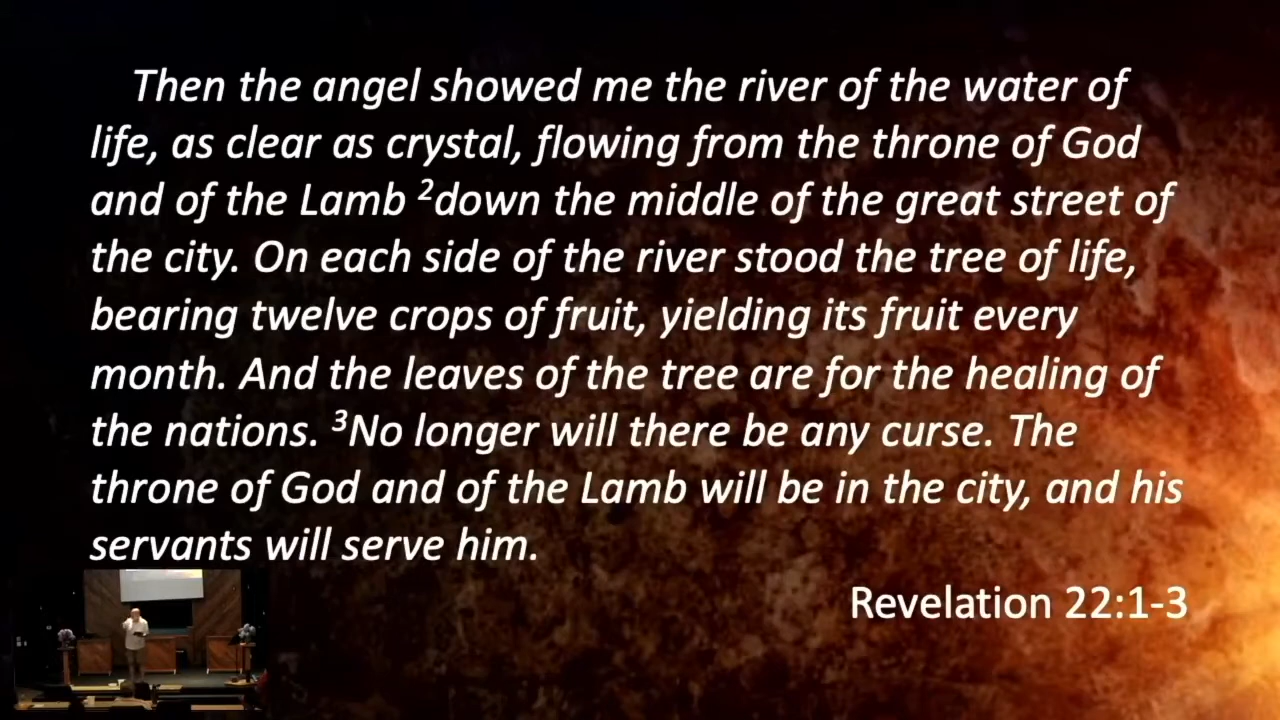 Then the angel showed me the river of the water of
life, as clear as crystal, flowing from the throne of God
and of the Lamb ²down the middle of the great street of
the city. On each side of the river stood the tree of life,
bearing twelve crops of fruit, yielding its fruit every
month. And the leaves of the tree are for the healing of
the nations. ³No longer will there be any curse. The
throne of God and of the Lamb will be in the city, and his
servants will serve him.
Revelation 22:1-3